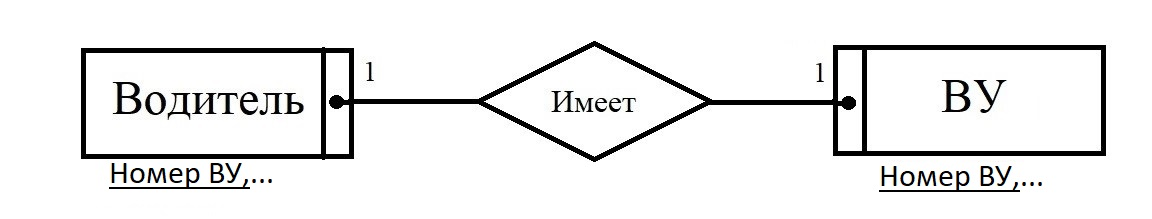 Водитель 1 Имеет 1 ВУ
Номер ВУ,... Номер ВУ,...